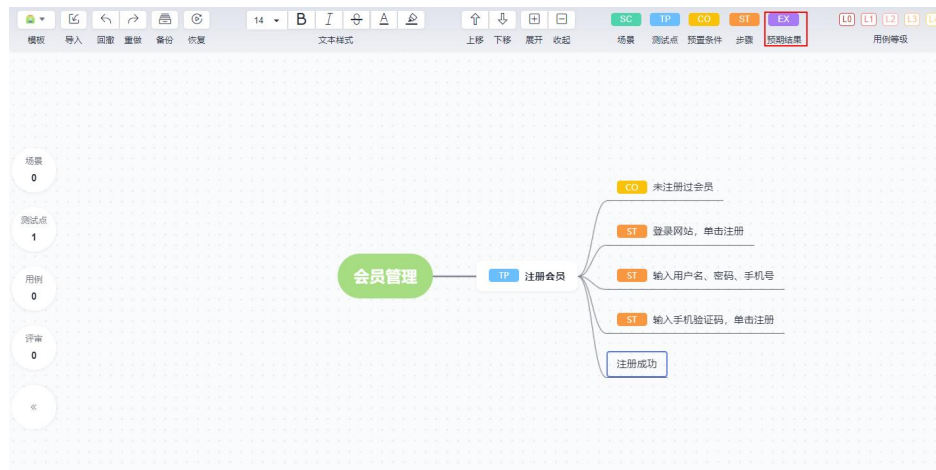 14 B I A SC TP CO ST EX L0 L1 L2 L3
模板 导入 回撤 重做 备份 恢复 文本样式 上移 下移 展开 收起 场景 测试点 预置条件 步骤 预期结果 用例等级
场景
0
测试点
1
用例
0
评审
0
会员管理
TP 注册会员
CO 未注册过会员
ST 登录网站，单击注册
ST 输入用户名、密码、手机号
ST 输入手机验证码，单击注册
注册成功